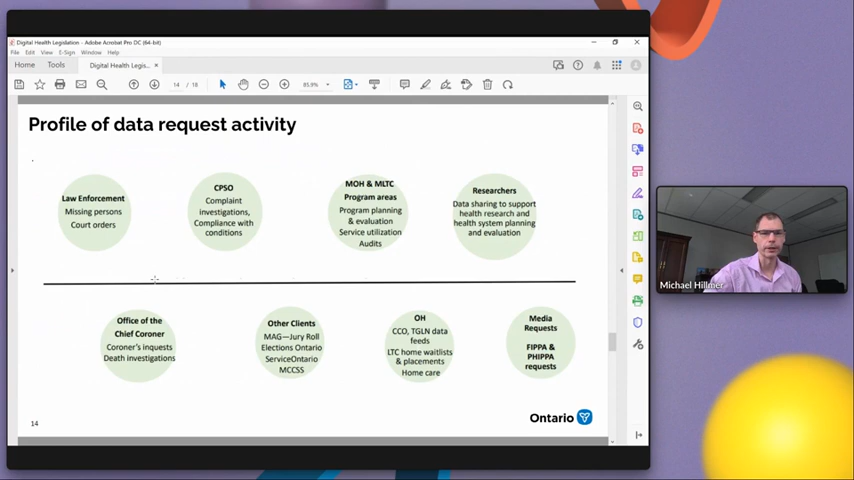 Digital Health Legislation - Adobe Acrobat Pro DC (64-bit)
File Edit View E-Sign Window Help
Home Tools Digital Health Legis... ×
14 / 18 85.9%
Profile of data request activity
Law Enforcement
Missing persons
Court orders
CPSO
Complaint
investigations,
Compliance with
conditions
MOH & MLTC
Program areas
Program planning
& evaluation
Service utilization
Audits
Researchers
Data sharing to support
health research and
health system planning
and evaluation
Office of the
Chief Coroner
Coroner's inquests
Death investigations
Other Clients
MAG—Jury Roll
Elections Ontario
ServiceOntario
MCCSS
OH
CCO, TGLN data
feeds
LTC home waitlists
& placements
Home care
Media
Requests
FIPPA &
PHIPPA
requests
14
Ontario
Michael Hillmer